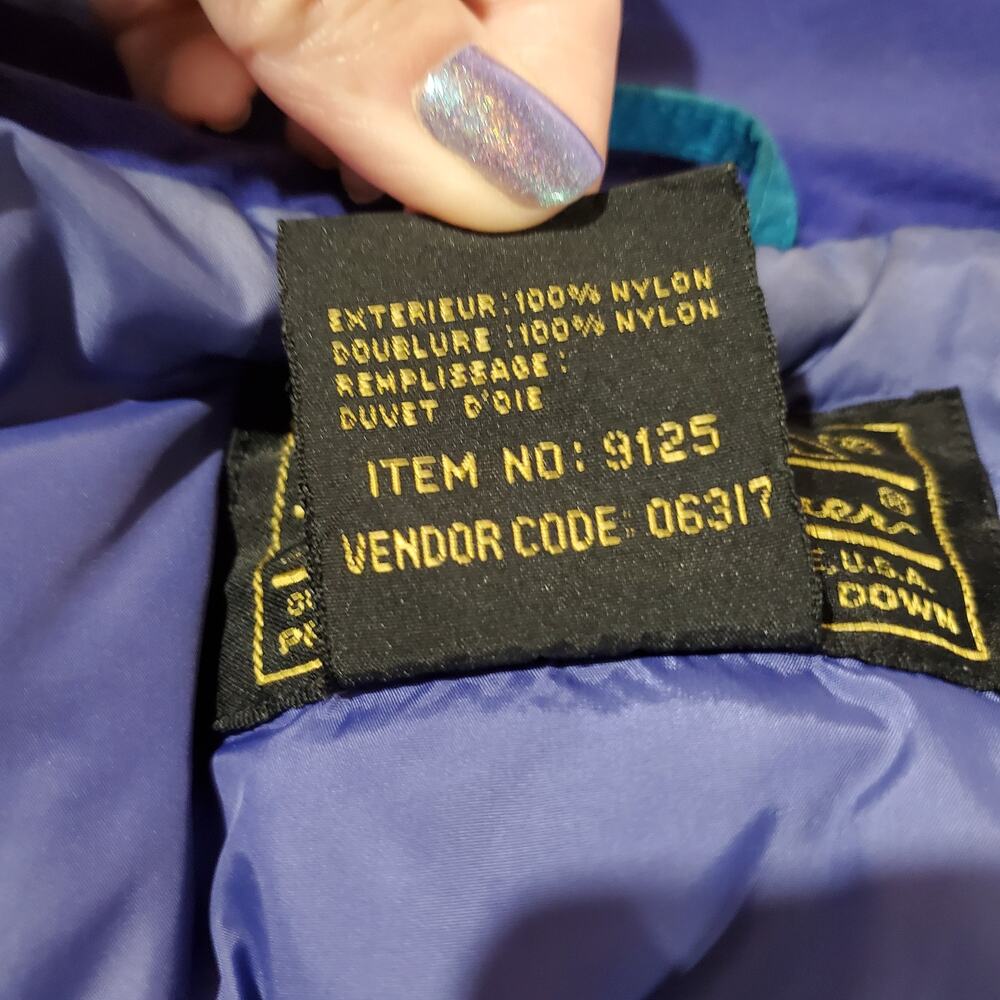 EXTERIEUR:100% NYLON
DOUBLURE :100% NYLON
REMPLISSAGE :
DUVET D'OIE
ITEM NO: 9125
VENDOR CODE: 06317
U.S.A.
DOWN